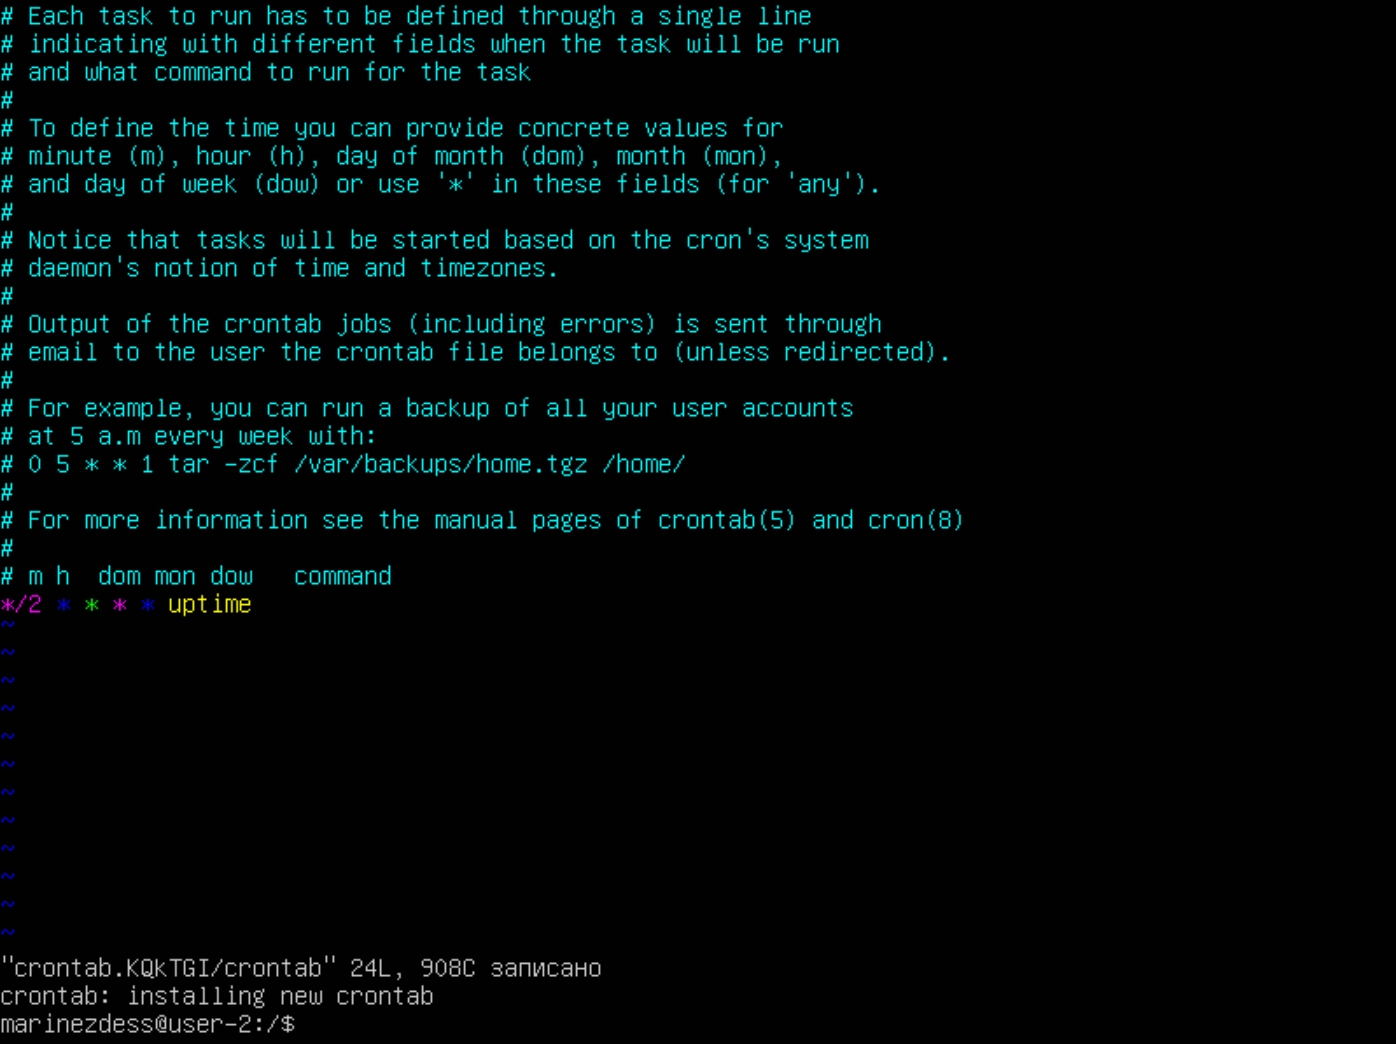 # Each task to run has to be defined through a single line
# indicating with different fields when the task will be run
# and what command to run for the task
#
# To define the time you can provide concrete values for
# minute (m), hour (h), day of month (dom), month (mon),
# and day of week (dow) or use '*' in these fields (for 'any').
#
# Notice that tasks will be started based on the cron's system
# daemon's notion of time and timezones.
#
# Output of the crontab jobs (including errors) is sent through
# email to the user the crontab file belongs to (unless redirected).
#
# For example, you can run a backup of all your user accounts
# at 5 a.m every week with:
# 0 5 * * 1 tar -zcf /var/backups/home.tgz /home/
#
# For more information see the manual pages of crontab(5) and cron(8)
#
# m h  dom mon dow   command
*/2 * * * * uptime
~
~
~
~
~
~
~
~
~
~
~
~
"crontab.KQkTGI/crontab" 24L, 908C записано
crontab: installing new crontab
marinezdess@user-2:/$